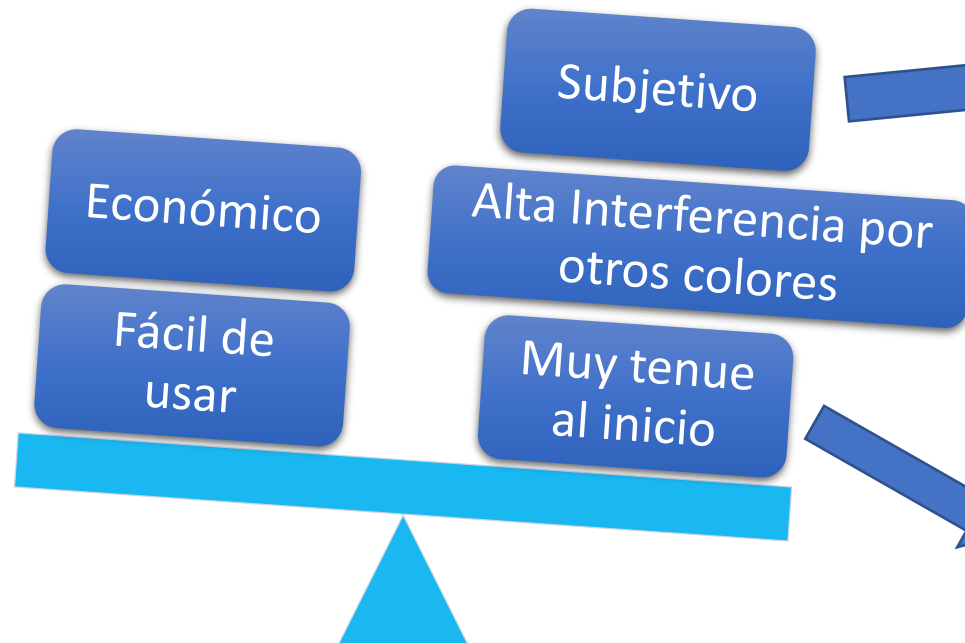 Económico
Fácil de
usar
Subjetivo
Alta Interferencia por
otros colores
Muy tenue
al inicio